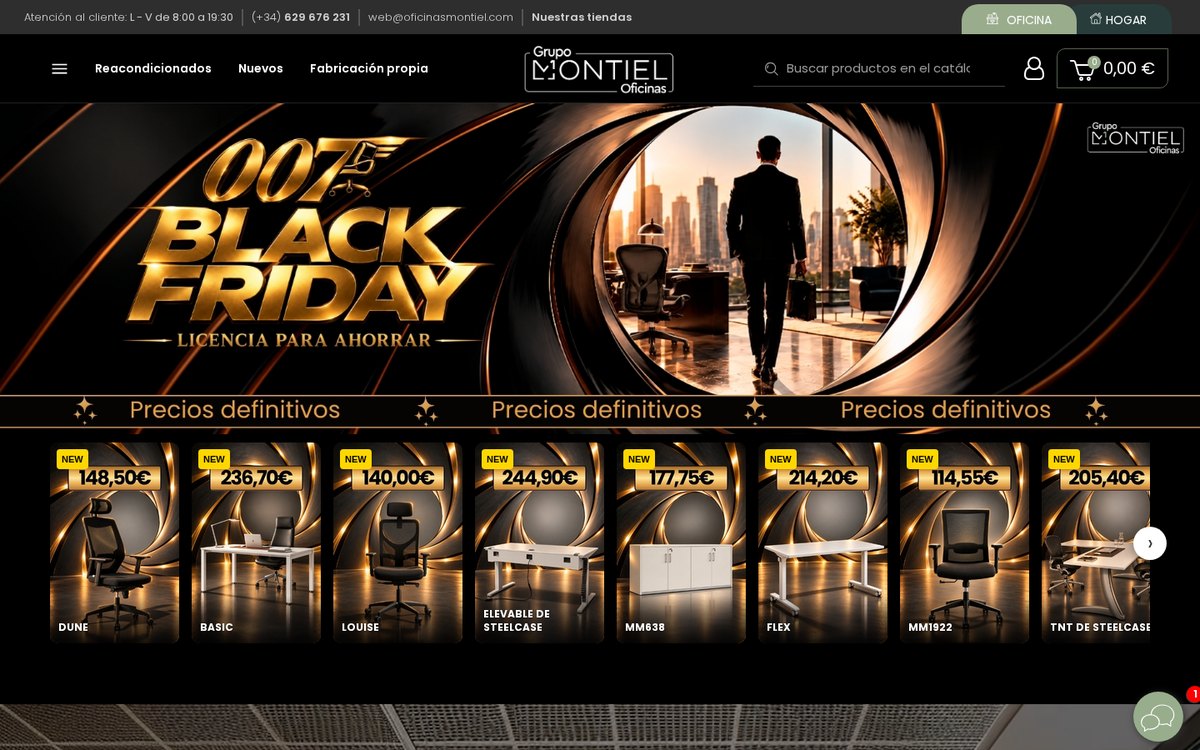 Atención al cliente: L - V de 8:00 a 19:30
(+34) 629 676 231
web@oficinasmontiel.com
Nuestras tiendas
OFICINA
HOGAR
Reacondicionados
Nuevos
Fabricación propia
Grupo
MONTIEL
Oficinas
Buscar productos en el catálc
0
0,00 €
007
BLACK
FRIDAY
LICENCIA PARA AHORRAR
Grupo
MONTIEL
Oficinas
Precios definitivos
Precios definitivos
Precios definitivos
NEW
148,50€
DUNE
NEW
236,70€
BASIC
NEW
140,00€
LOUISE
NEW
244,90€
ELEVABLE DE
STEELCASE
NEW
177,75€
MM638
NEW
214,20€
FLEX
NEW
114,55€
MM1922
NEW
205,40€
TNT DE STEELCASE
1